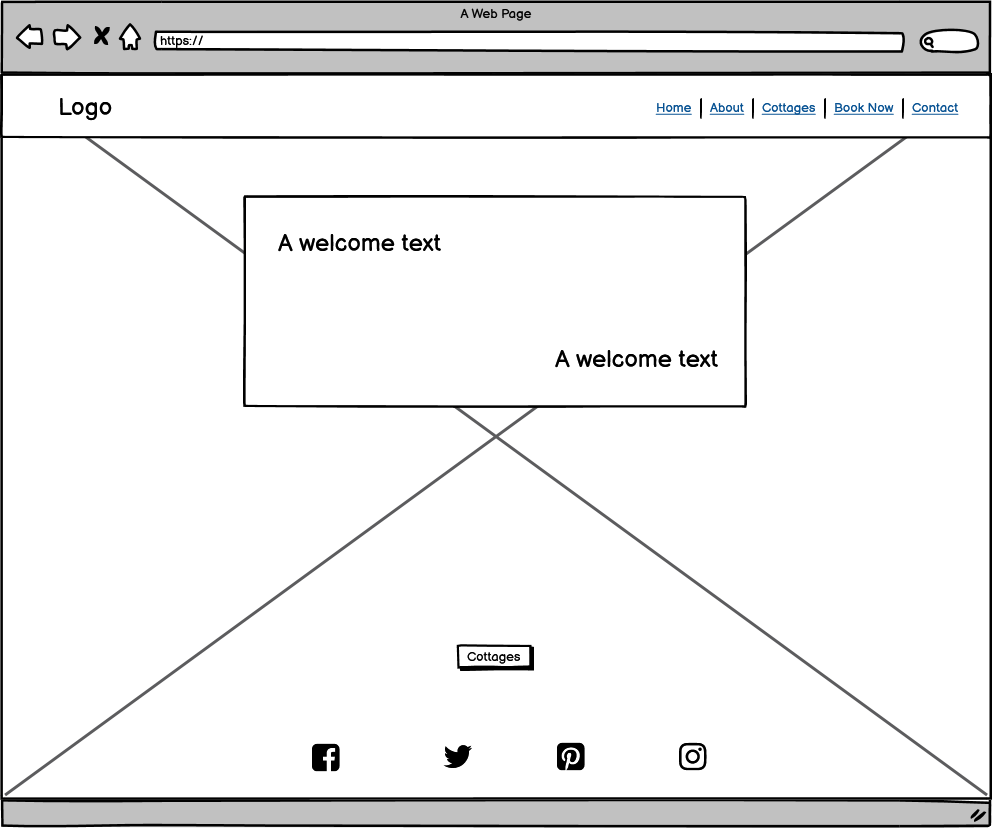 A Web Page
https://
Logo
Home | About | Cottages | Book Now | Contact
A welcome text
A welcome text
Cottages